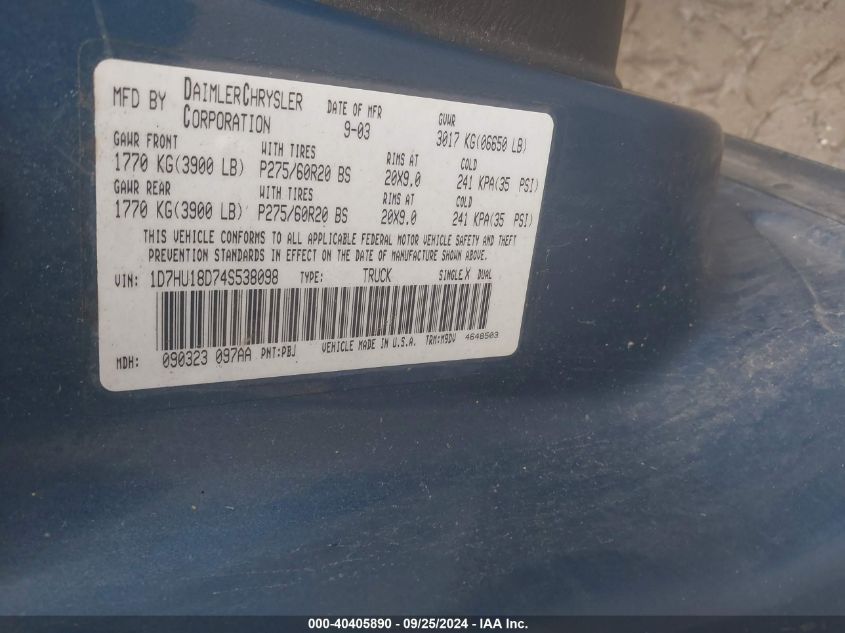 MFD BY DAIMLERCHRYSLER CORPORATION
DATE OF MFR 9-03
GVWR 3017 KG(06650 LB)
GAWR FRONT WITH TIRES RIMS AT COLD
1770 KG(3900 LB) P275/60R20 BS 20X9.0 241 KPA(35 PSI)
GAWR REAR WITH TIRES RIMS AT COLD
1770 KG(3900 LB) P275/60R20 BS 20X9.0 241 KPA(35 PSI)
THIS VEHICLE CONFORMS TO ALL APPLICABLE FEDERAL MOTOR VEHICLE SAFETY AND THEFT
PREVENTION STANDARDS IN EFFECT ON THE DATE OF MANUFACTURE SHOWN ABOVE.
VIN: 1D7HU18D74S538098 TYPE: TRUCK SINGLE X DUAL
MDH: 090323 097AA PNT:PBJ VEHICLE MADE IN U.S.A. TRM:M9DV 4648503
000-40405890 - 09/25/2024 - IAA Inc.